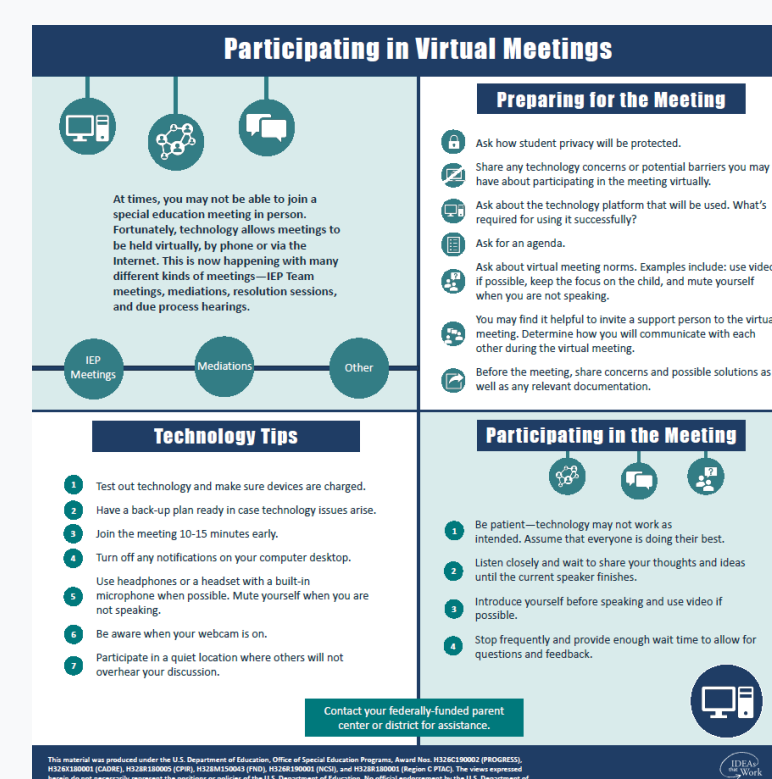 Participating in Virtual Meetings
At times, you may not be able to join a
special education meeting in person.
Fortunately, technology allows meetings to
be held virtually, by phone or via the
Internet. This is now happening with many
different kinds of meetings—IEP Team
meetings, mediations, resolution sessions,
and due process hearings.
IEP
Meetings
Mediations
Other
Preparing for the Meeting
Ask how student privacy will be protected.
Share any technology concerns or potential barriers you may
have about participating in the meeting virtually.
Ask about the technology platform that will be used. What's
required for using it successfully?
Ask for an agenda.
Ask about virtual meeting norms. Examples include: use video
if possible, keep the focus on the child, and mute yourself
when you are not speaking.
You may find it helpful to invite a support person to the virtua
meeting. Determine how you will communicate with each
other during the virtual meeting.
Before the meeting, share concerns and possible solutions as
well as any relevant documentation.
Technology Tips
1 Test out technology and make sure devices are charged.
2 Have a back-up plan ready in case technology issues arise.
3 Join the meeting 10-15 minutes early.
4 Turn off any notifications on your computer desktop.
Use headphones or a headset with a built-in
5 microphone when possible. Mute yourself when you are
not speaking.
6 Be aware when your webcam is on.
7 Participate in a quiet location where others will not
overhear your discussion.
Participating in the Meeting
1 Be patient—technology may not work as
intended. Assume that everyone is doing their best.
2 Listen closely and wait to share your thoughts and ideas
until the current speaker finishes.
3 Introduce yourself before speaking and use video if
possible.
4 Stop frequently and provide enough wait time to allow for
questions and feedback.
Contact your federally-funded parent
center or district for assistance.
This material was produced under the U.S. Department of Education, Office of Special Education Programs, Award Nos. H326C190002 (PROGRESS),
H326X180001 (CADRE), H328R180005 (CPIR), H328M150043 (FND), H326R190001 (NCSI), and H328R180001 (Region C PTAC). The views expressed
herein do not necessarily represent the positions or policies of the U.S. Department of Education. No official endorsement by the U.S. Department of
IDEAs
that Work